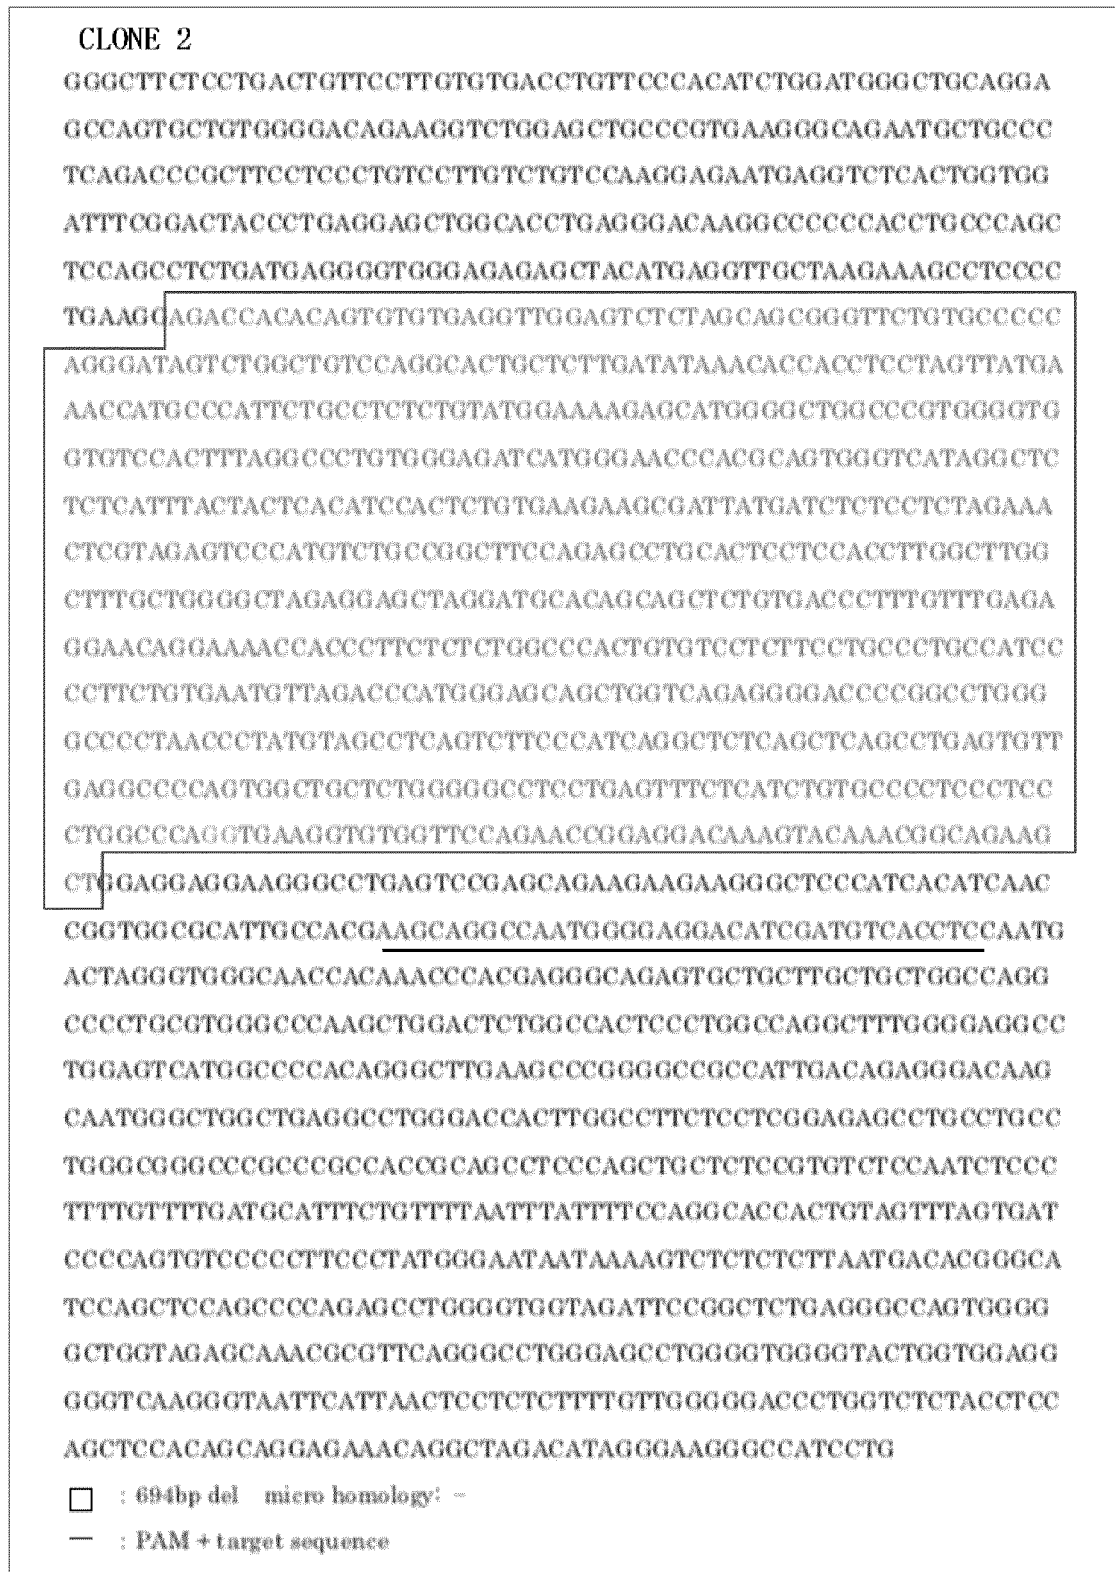 CLONE 2
GGGCTTCTCCTGACTGTTCCTTGTGTGACCTGTTCCCACATCTGGATGGGCTGCAGGA
GCCAGTGCTGTGGGGACAGAAGGTCTGGAGCTGCCCGTGAAGGGCAGAATGCTGCCC
TCAGACCCGCTTCCTCCCTGTCCTTGTCTGTCCAAGGAGAATGAGGTCTCACTGGTGG
ATTTCGGACTACCCTGAGGAGCTGGCACCTGAGGGACAAGGCCCCCCACCTGCCCAGC
TCCAGCCTCTGATGAGGGGTGGGAGAGAGCTACATGAGGTTGCTAAGAAAGCCTCCCC
TGAAGCAGACCACACAGTGTGTGAGGTTGGAGTCTCTAGCAGCGGGTTCTGTGCCCCC
AGGGATAGTCTGGCTGTCCAGGCACTGCTCTTGATATAAACACCACCTCCTAGTTATGA
AACCATGCCCATTCTGCCTCTCTGTATGGAAAAGAGCATGGGGCTGGCCCGTGGGGTG
GTGTCCACTTTAGGCCCTGTGGGAGATCATGGGAACCCACGCAGTGGGTCATAGGCTC
TCTCATTTACTACTCACATCCACTCTGTGAAGAAGCGATTATGATCTCTCCTCTAGAAA
CTCGTAGAGTCCCATGTCTGCCGGCTTCCAGAGCCTGCACTCCTCCACCTTGGCTTGG
CTTTGCTGGGGCTAGAGGAGCTAGGATGCACAGCAGCTCTGTGACCCTTTGTTTGAGA
GGAACAGGAAAACCACCCTTCTCTCTGGCCCACTGTGTCCTCTTCCTGCCCTGCCATCC
CCTTCTGTGAATGTTAGACCCATGGGAGCAGCTGGTCAGAGGGGACCCCGGCCTGGG
GCCCCTAACCCTATGTAGCCTCAGTCTTCCCATCAGGCTCTCAGCTCAGCCTGAGTGTT
GAGGCCCCAGTGGCTGCTCTGGGGGCCTCCTGAGTTTCTCATCTGTGCCCCTCCCTCC
CTGGCCCAGGTGAAGGTGTGGTTCCAGAACCGGAGGACAAAGTACAAACGGCAGAAG
CTGGAGGAGGAAGGGCCTGAGTCCGAGCAGAAGAAGAAGGGCTCCCATCACATCAAC
CGGTGGCGCATTGCCACGAAGCAGGCCAATGGGGAGGACATCGATGTCACCTCCAATG
ACTAGGGTGGGCAACCACAAACCCACGAGGGCAGAGTGCTGCTTGCTGCTGGCCAGG
CCCCTGCGTGGGCCCAAGCTGGACTCTGGCCACTCCCTGGCCAGGCTTTGGGGAGGCC
TGGAGTCATGGCCCCACAGGGCTTGAAGCCCGGGGCCGCCATTGACAGAGGGACAAG
CAATGGGCTGGCTGAGGCCTGGGACCACTTGGCCTTCTCCTCGGAGAGCCTGCCTGCC
TGGGCGGGCCCGCCCGCCACCGCAGCCTCCCAGCTGCTCTCCGTGTCTCCAATCTCCC
TTTTGTTTTGATGCATTTCTGTTTTAATTTATTTTCCAGGCACCACTGTAGTTTAGTGAT
CCCCAGTGTCCCCCTTCCCTATGGGAATAATAAAAGTCTCTCTCTTAATGACACGGGCA
TCCAGCTCCAGCCCCAGAGCCTGGGGTGGTAGATTCCGGCTCTGAGGGCCAGTGGGG
GCTGGTAGAGCAAACGCGTTCAGGGCCTGGGAGCCTGGGGTGGGGTACTGGTGGAGG
GGGTCAAGGGTAATTCATTAACTCCTCTCTTTTGTTGGGGGACCCTGGTCTCTACCTCC
AGCTCCACAGCAGGAGAAACAGGCTAGACATAGGGAAGGGCCATCCTG
: 694bp del micro homology: -
: PAM + target sequence